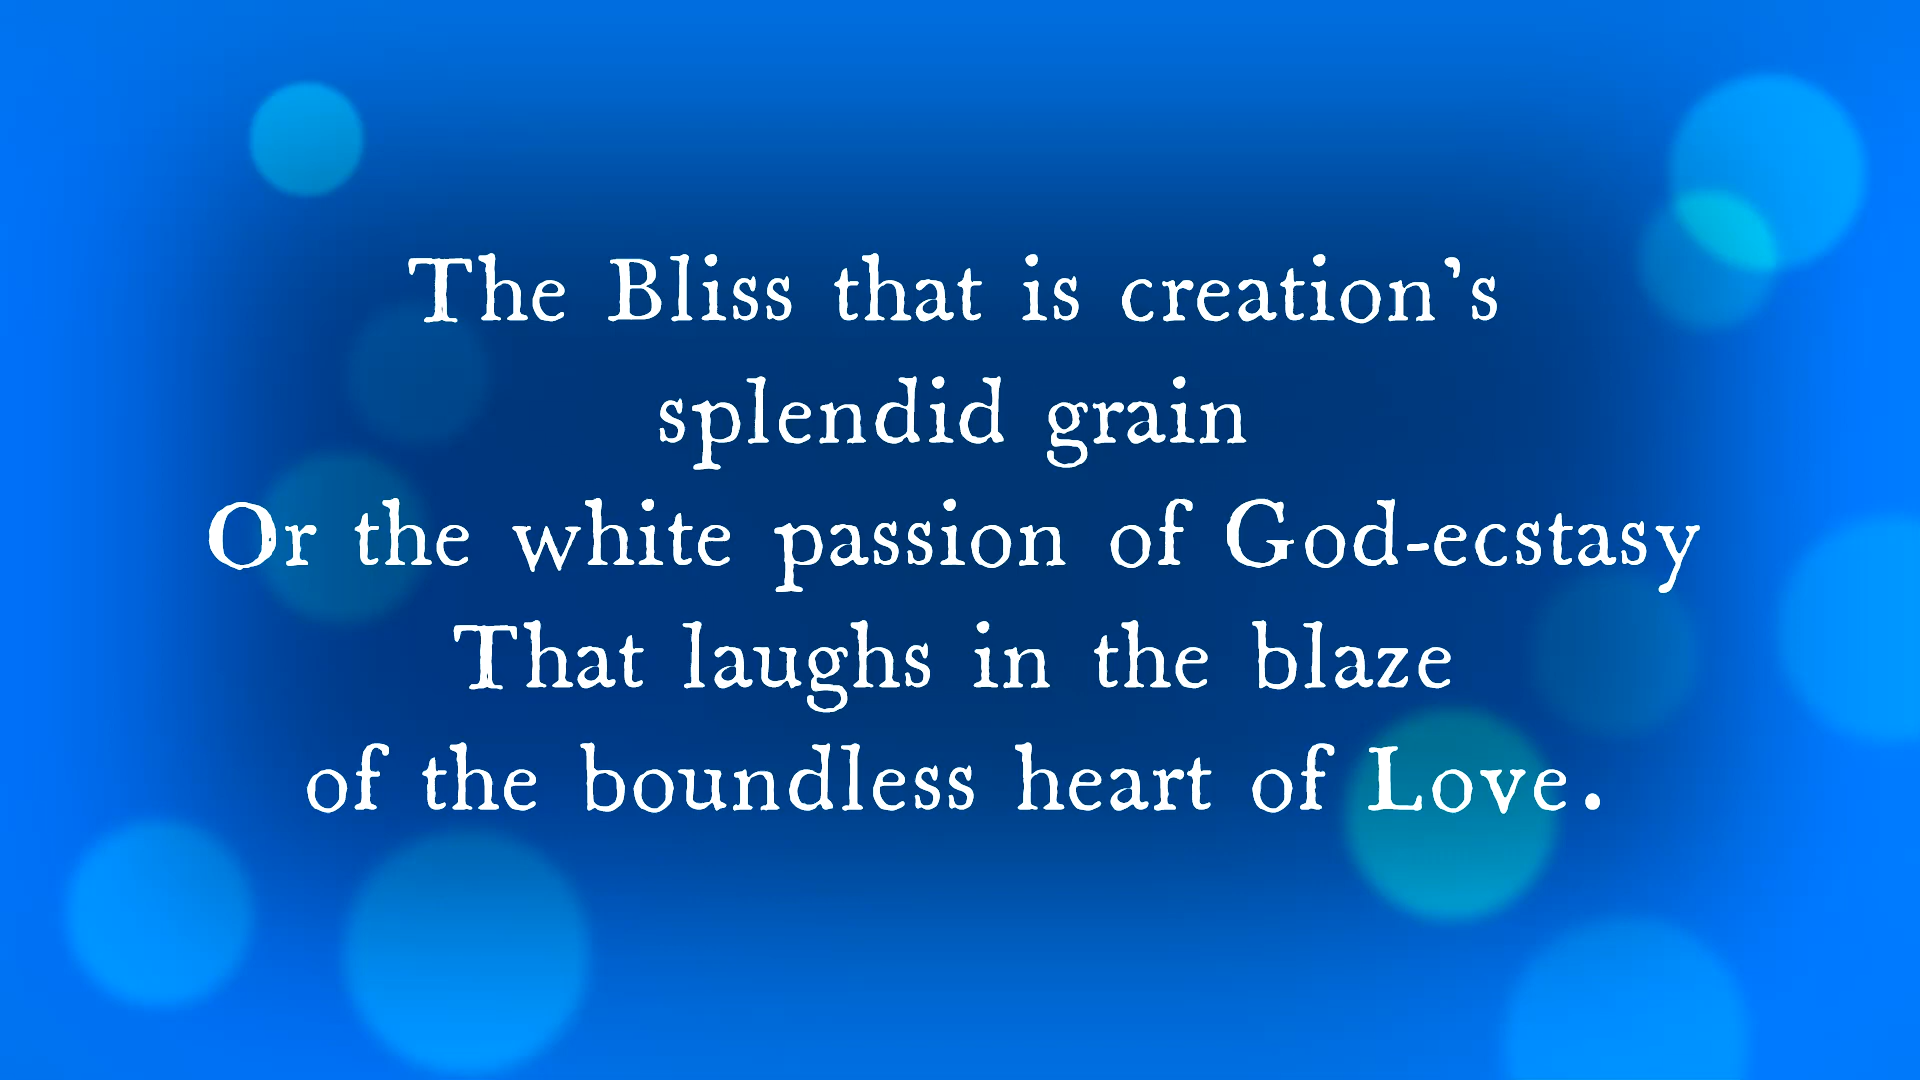 The Bliss that is creation’s
splendid grain
Or the white passion of God-ecstasy
That laughs in the blaze
of the boundless heart of Love.